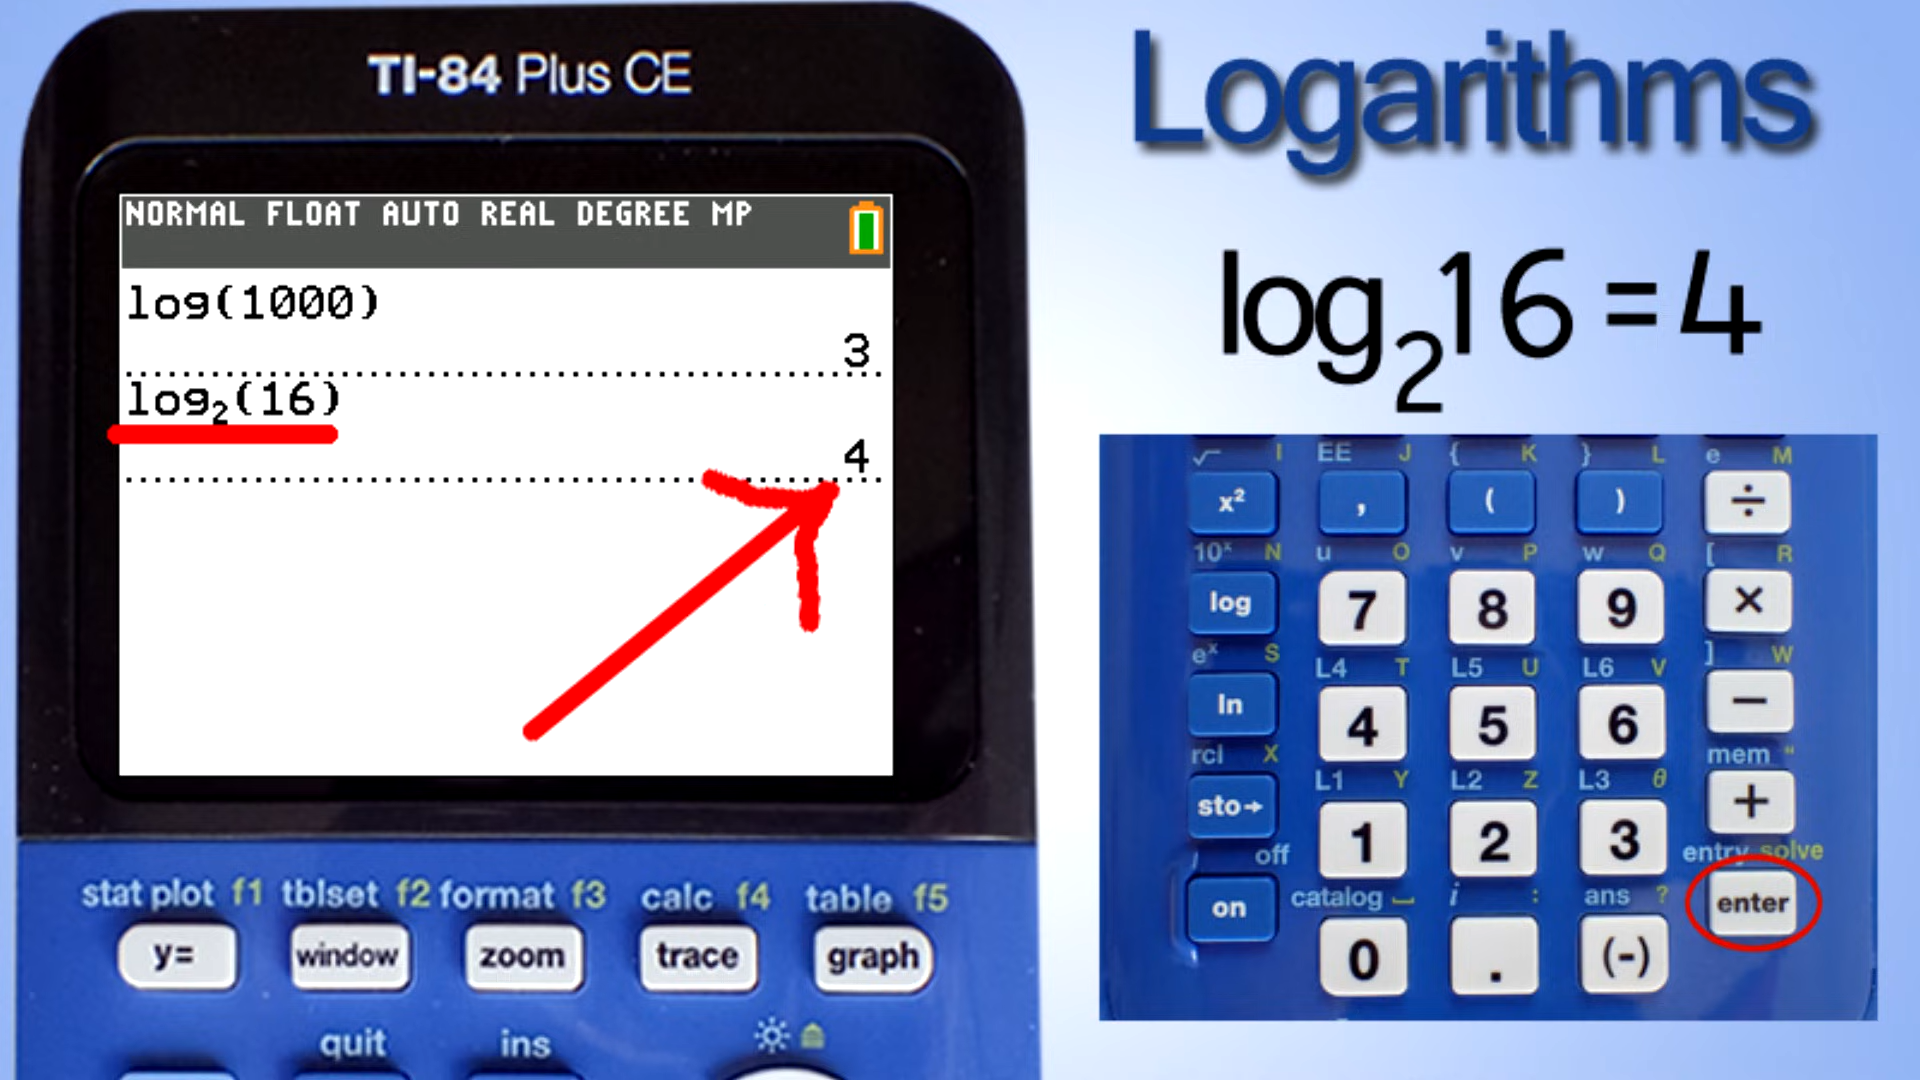 TI-84 Plus CE
NORMAL FLOAT AUTO REAL DEGREE MP
log(1000)
3
log₂(16)
4
stat plot f1 tblset f2 format f3 calc f4 table f5
y= window zoom trace graph
quit ins
Logarithms
log₂16=4
√ I EE J { K } L e M
x² , ( ) ÷
10ˣ N u O v P w Q [ R
log 7 8 9 ×
eˣ S L4 T L5 U L6 V ] W
ln 4 5 6 −
rcl X L1 Y L2 Z L3 θ mem "
sto→ 1 2 3 +
off catalog ⎵ i : ans ? entry solve
on 0 . (-) enter